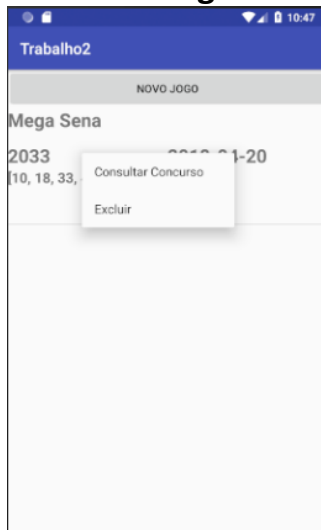 10:47
Trabalho2
NOVO JOGO
Mega Sena
2033
Consultar Concurso
[10, 18, 33,
Excluir